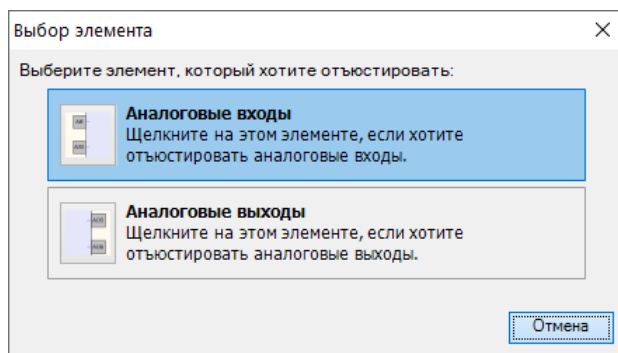 Выбор элемента
Выберите элемент, который хотите отъюстировать:
Аналоговые входы
Щелкните на этом элементе, если хотите
отъюстировать аналоговые входы.
Аналоговые выходы
Щелкните на этом элементе, если хотите
отъюстировать аналоговые выходы.
Отмена